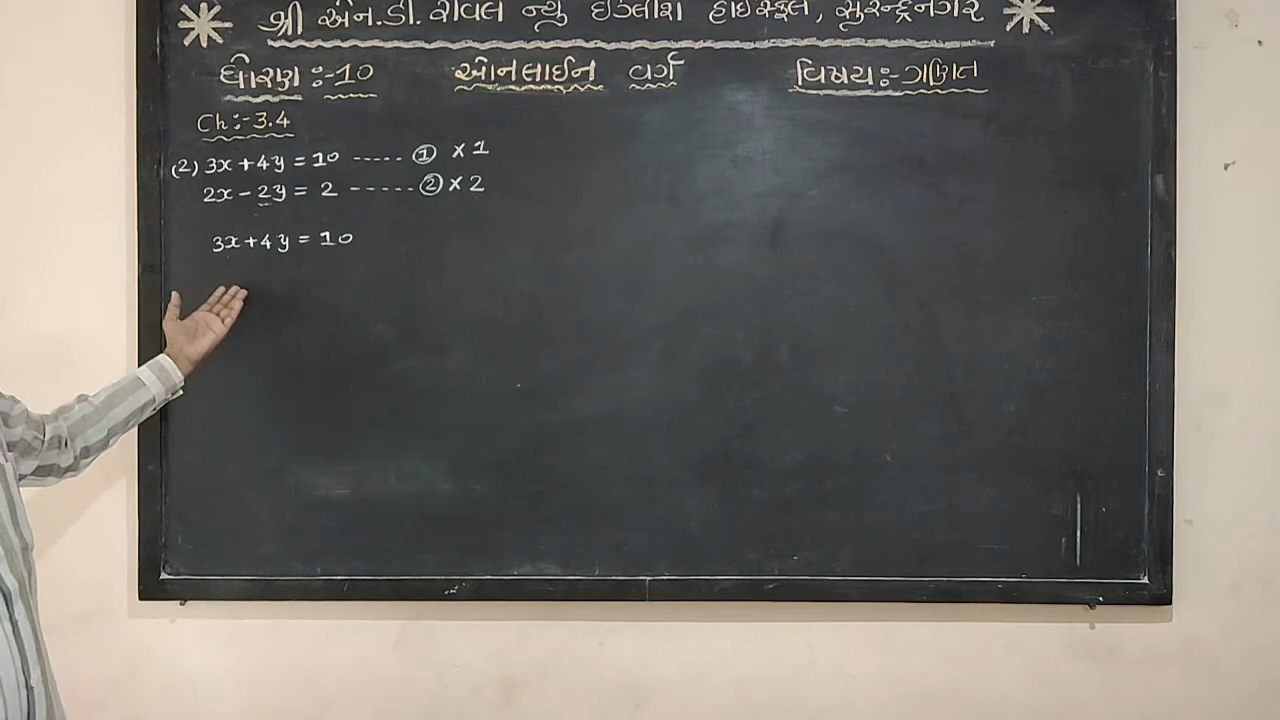 શ્રી એન.ડી. રાવલ ન્યુ ઇંગ્લીશ હાઇસ્કૂલ, સુરેન્દ્રનગર
ધોરણ :-10 ઓનલાઈન વર્ગ વિષય:-ગણિત
Ch:-3.4
(2) 3x + 4y = 10 ----- ① × 1
2x - 2y = 2 ------ ② × 2
3x + 4y = 10